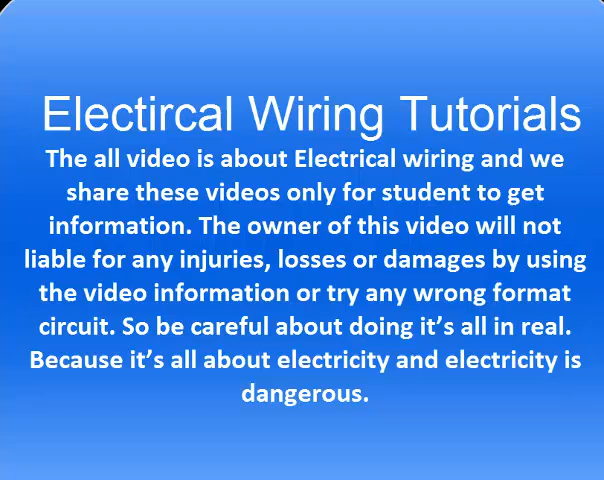 Electircal Wiring Tutorials
The all video is about Electrical wiring and we
share these videos only for student to get
information. The owner of this video will not
liable for any injuries, losses or damages by using
the video information or try any wrong format
circuit. So be careful about doing it’s all in real.
Because it’s all about electricity and electricity is
dangerous.